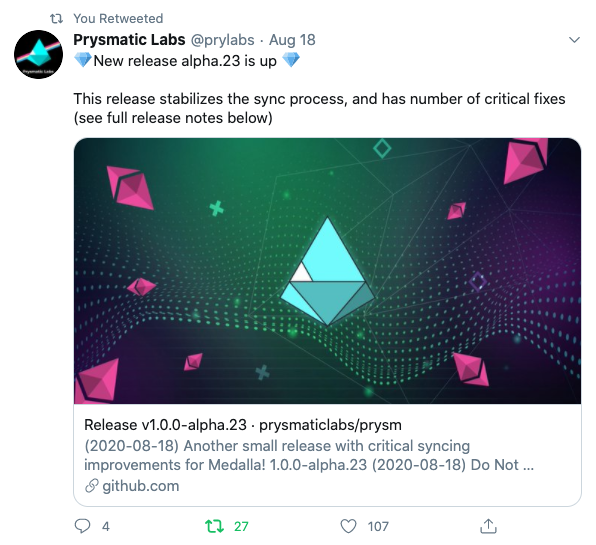 You Retweeted
Prysmatic Labs @prylabs · Aug 18
💎New release alpha.23 is up 💎
This release stabilizes the sync process, and has number of critical fixes
(see full release notes below)
Release v1.0.0-alpha.23 · prysmaticlabs/prysm
(2020-08-18) Another small release with critical syncing
improvements for Medalla! 1.0.0-alpha.23 (2020-08-18) Do Not ...
github.com
4 27 107
Prysmatic Labs